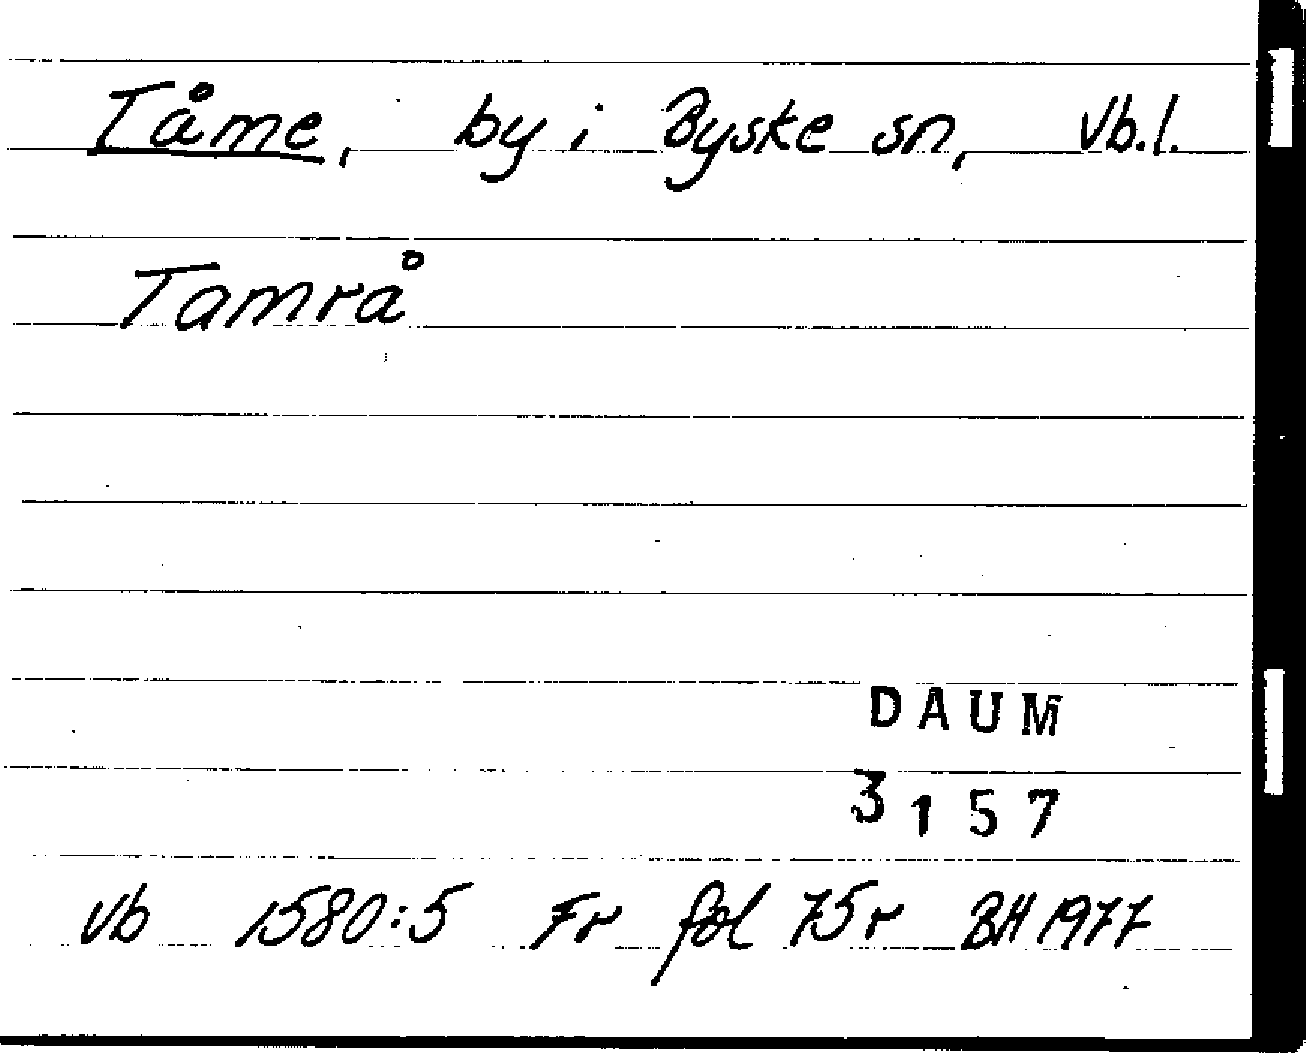 Tåme, by i Byske sn, Vb.l.
Tamrå
DAUM
3157
Vb 1580:5 Fr fol 75r BH 1977